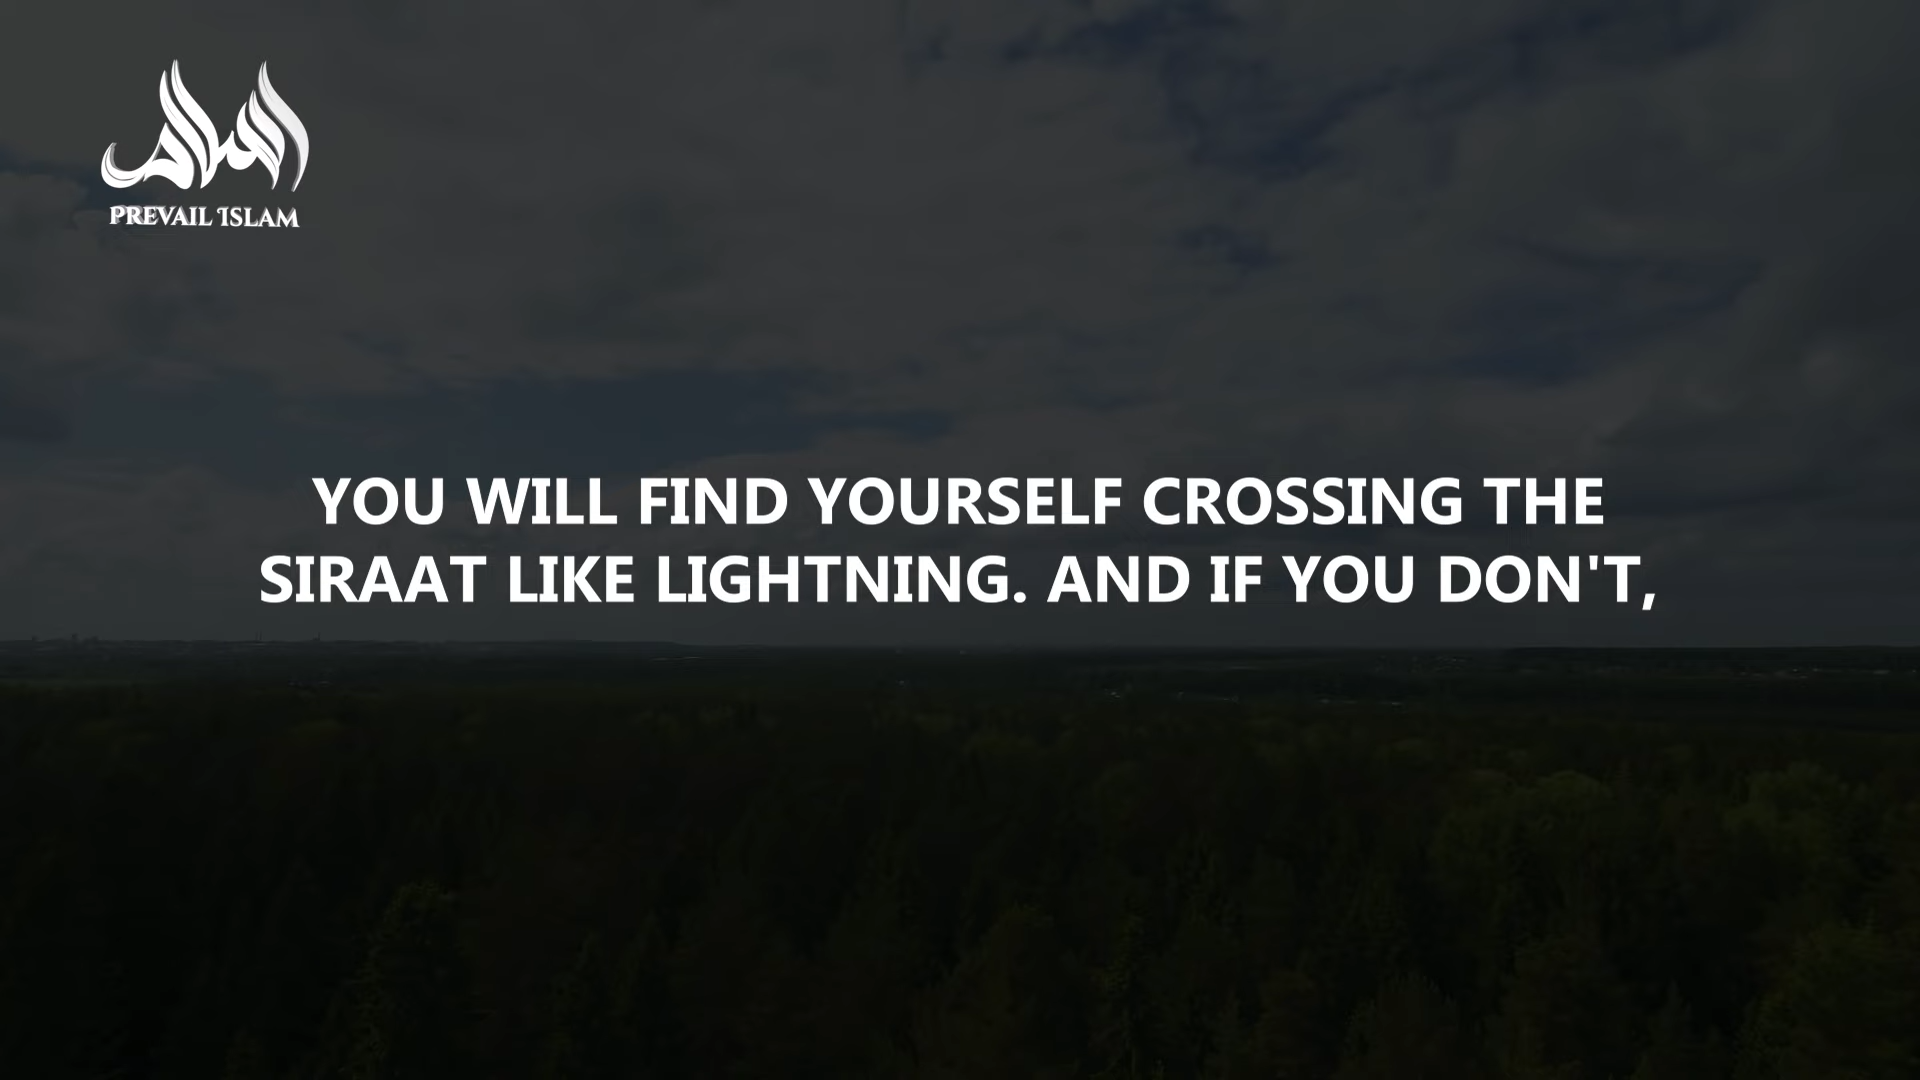 PREVAIL ISLAM
YOU WILL FIND YOURSELF CROSSING THE
SIRAAT LIKE LIGHTNING. AND IF YOU DON'T,